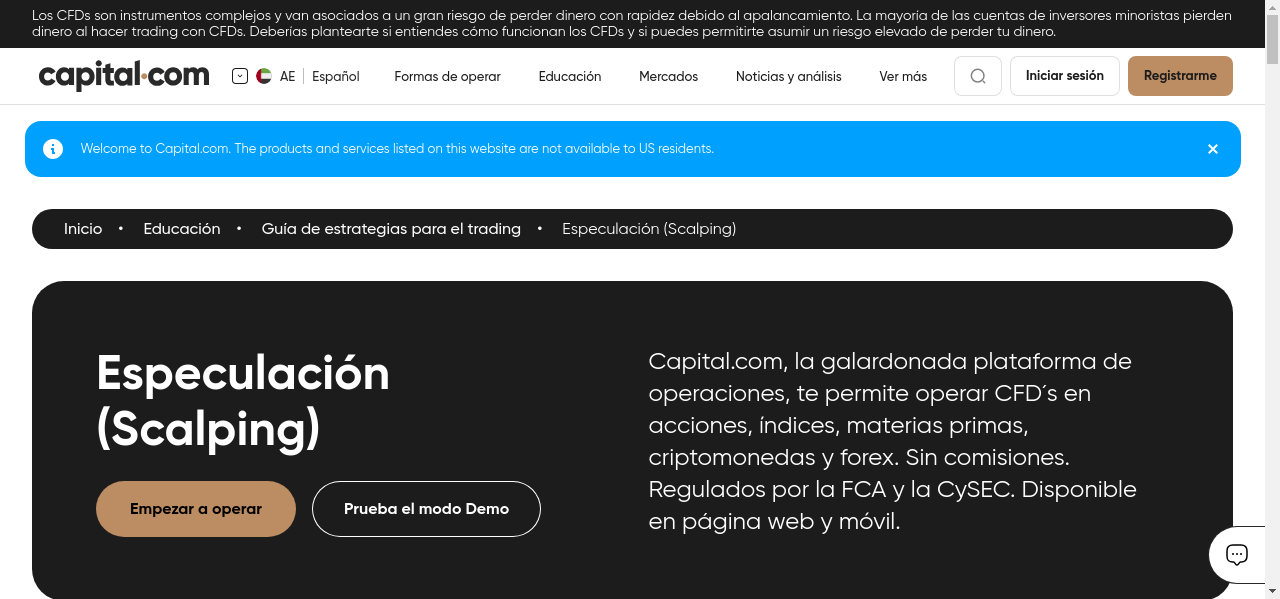 Los CFDs son instrumentos complejos y van asociados a un gran riesgo de perder dinero con rapidez debido al apalancamiento. La mayoría de las cuentas de inversores minoristas pierden
dinero al hacer trading con CFDs. Deberías plantearte si entiendes cómo funcionan los CFDs y si puedes permitirte asumir un riesgo elevado de perder tu dinero.
capital.com AE Español Formas de operar Educación Mercados Noticias y análisis Ver más Iniciar sesión Registrarme
Welcome to Capital.com. The products and services listed on this website are not available to US residents.
Inicio • Educación • Guía de estrategias para el trading • Especulación (Scalping)
Especulación
(Scalping)
Empezar a operar Prueba el modo Demo
Capital.com, la galardonada plataforma de
operaciones, te permite operar CFD´s en
acciones, índices, materias primas,
criptomonedas y forex. Sin comisiones.
Regulados por la FCA y la CySEC. Disponible
en página web y móvil.